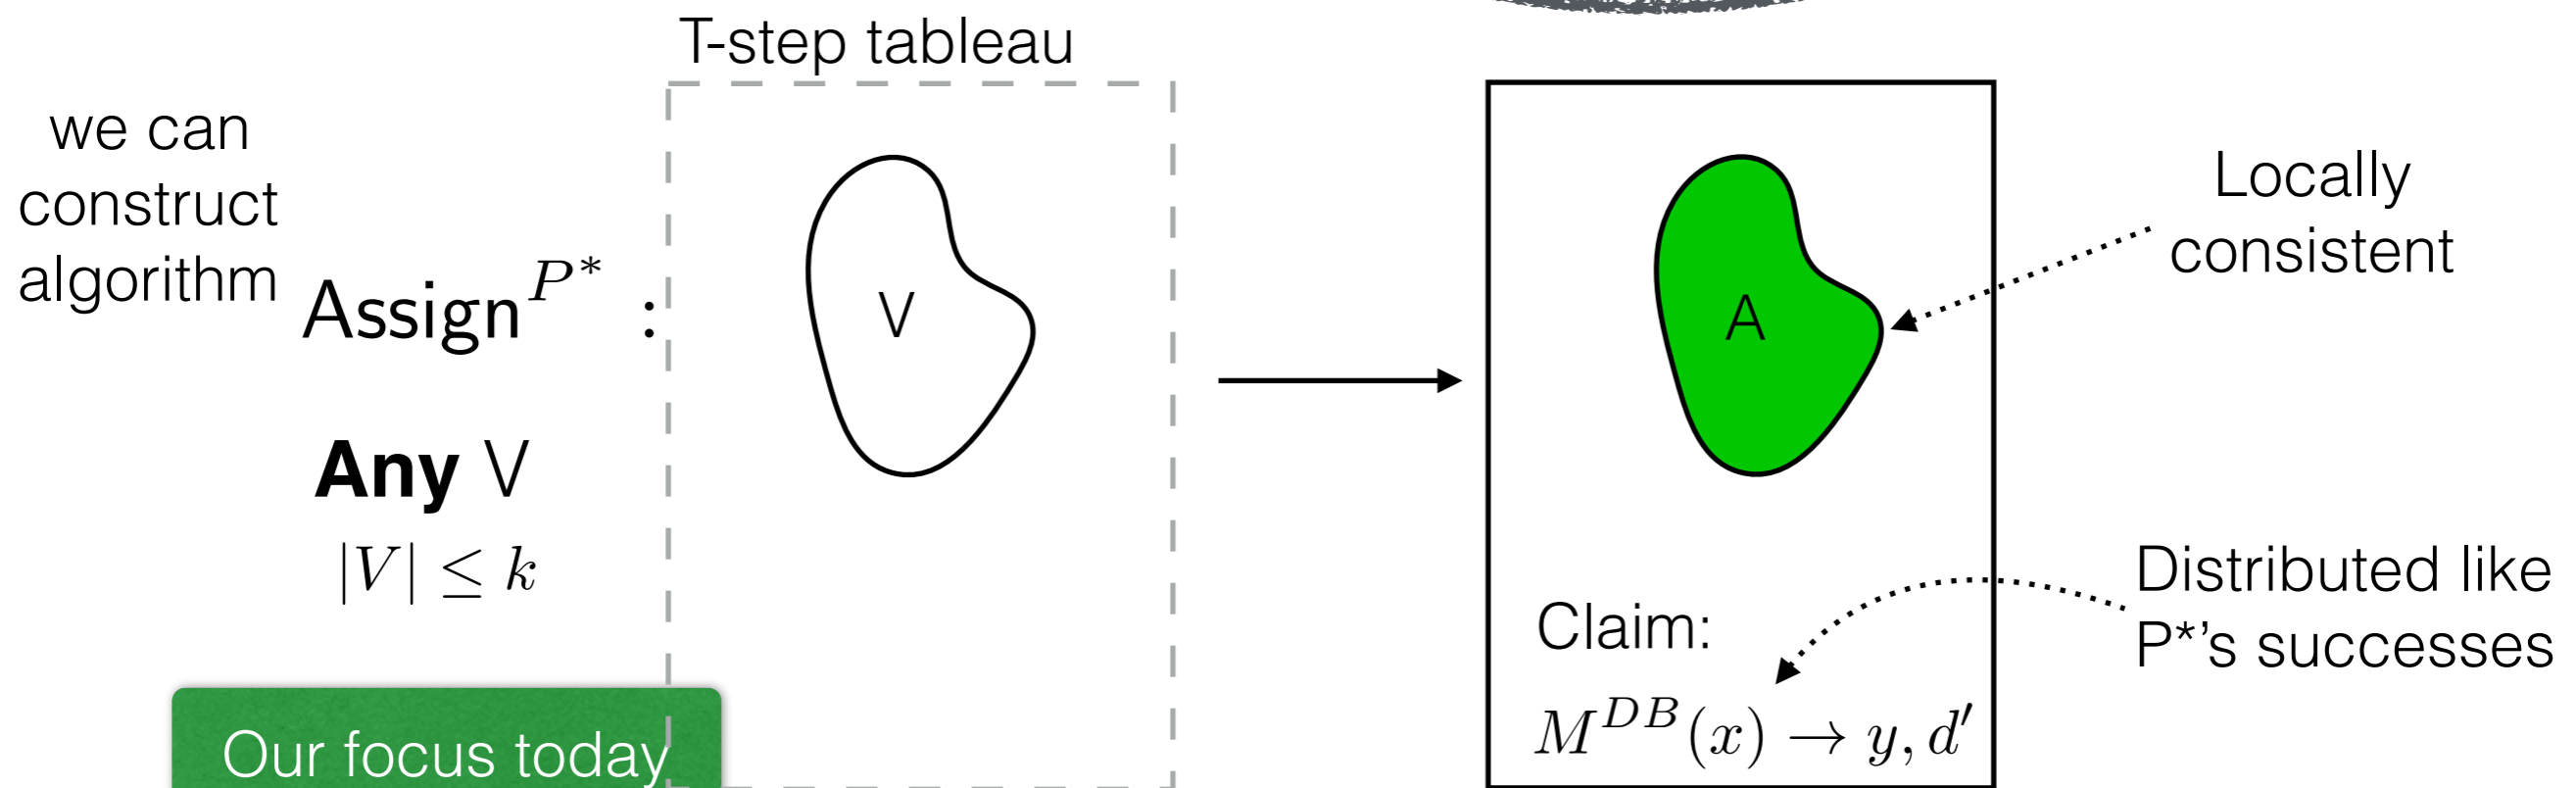 T-step tableau
we can
construct
algorithm
Assign^{P*} :
V
Any V
|V| ≤ k
Our focus today
A
Claim:
M^{DB}(x) → y, d′
Locally
consistent
Distributed like
P*’s successes